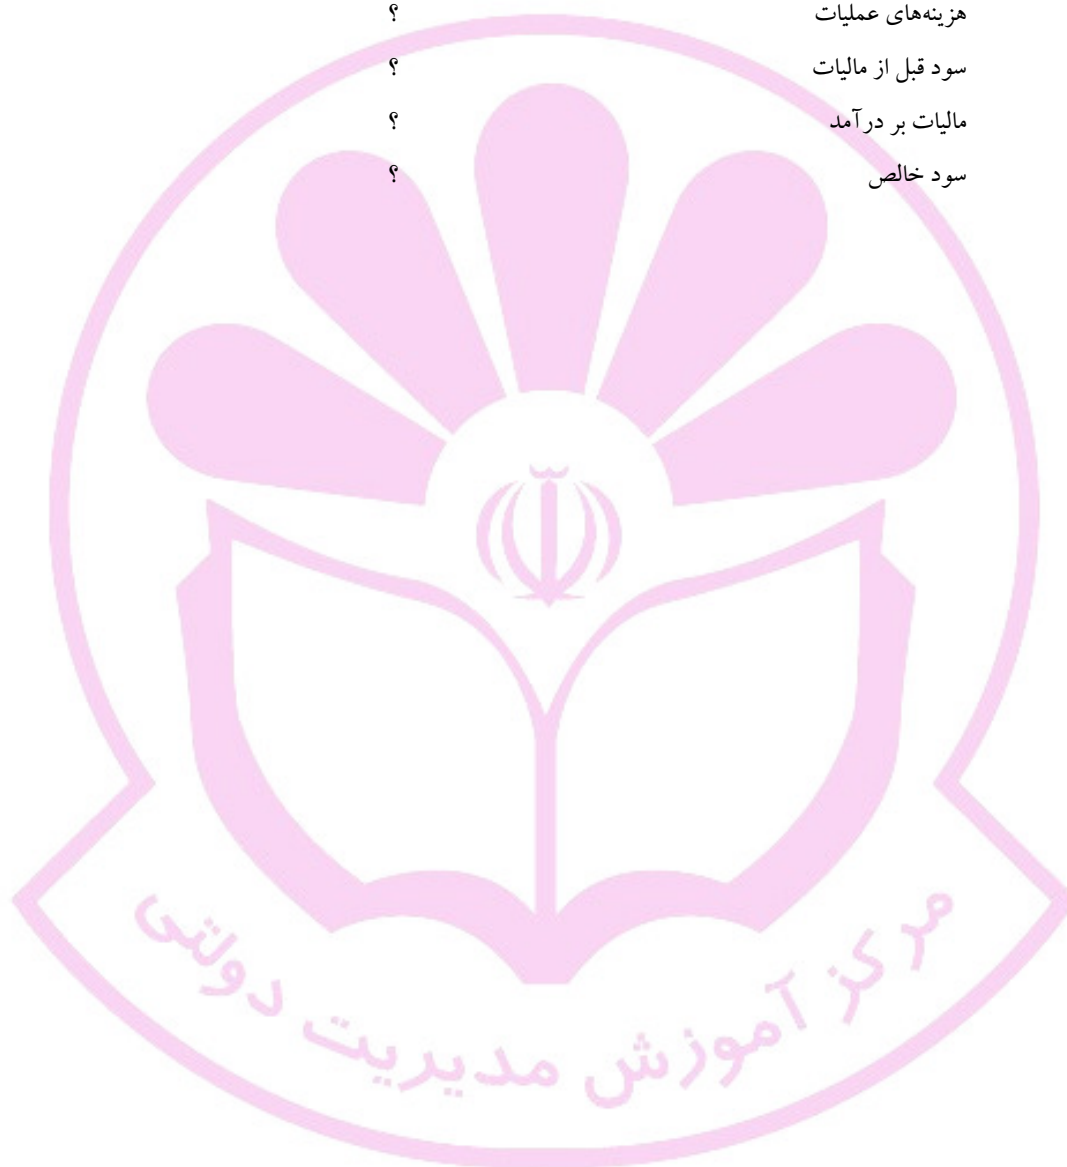 هزینه‌های عملیات ؟
سود قبل از مالیات ؟
مالیات بر درآمد ؟
سود خالص ؟
مرکز آموزش مدیریت دولتی